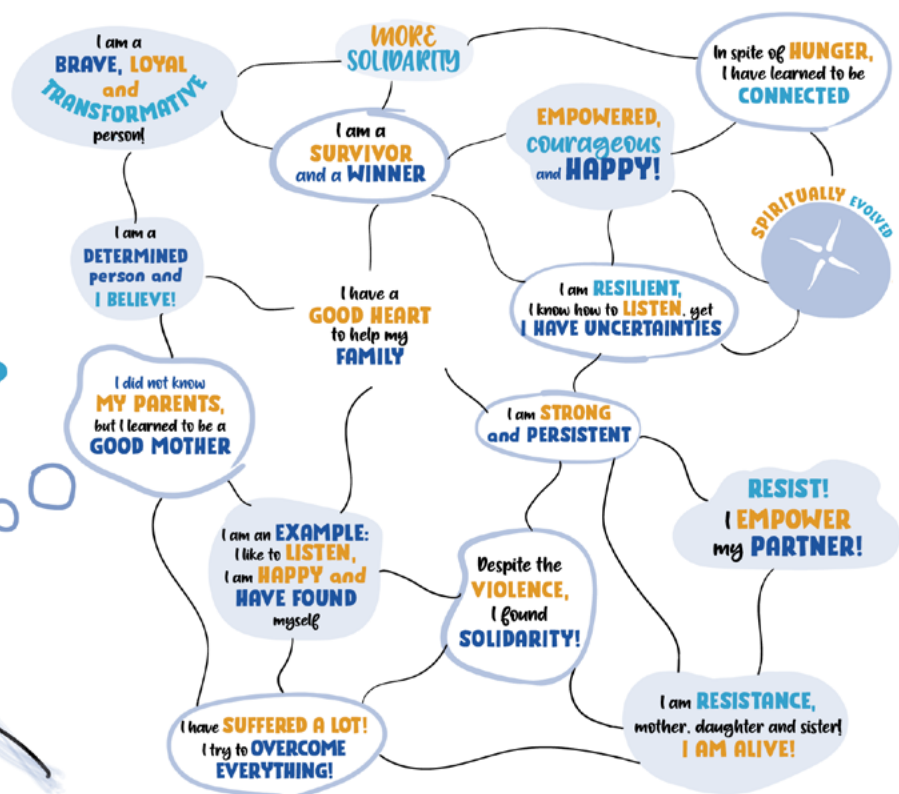 I am a
BRAVE, LOYAL
and
TRANSFORMATIVE
person!
MORE
SOLIDARITY
In spite of HUNGER,
I have learned to be
CONNECTED
I am a
SURVIVOR
and a WINNER
EMPOWERED,
courageous
and HAPPY!
SPIRITUALLY EVOLVED
I am a
DETERMINED
person and
I BELIEVE!
I have a
GOOD HEART
to help my
FAMILY
I am RESILIENT,
I know how to LISTEN, yet
I HAVE UNCERTAINTIES
I did not know
MY PARENTS,
but I learned to be a
GOOD MOTHER
I am STRONG
and PERSISTENT
RESIST!
I EMPOWER
my PARTNER!
I am an EXAMPLE:
I like to LISTEN,
I am HAPPY and
HAVE FOUND
myself
Despite the
VIOLENCE,
I found
SOLIDARITY!
I have SUFFERED A LOT!
I try to OVERCOME
EVERYTHING!
I am RESISTANCE,
mother, daughter and sister!
I AM ALIVE!